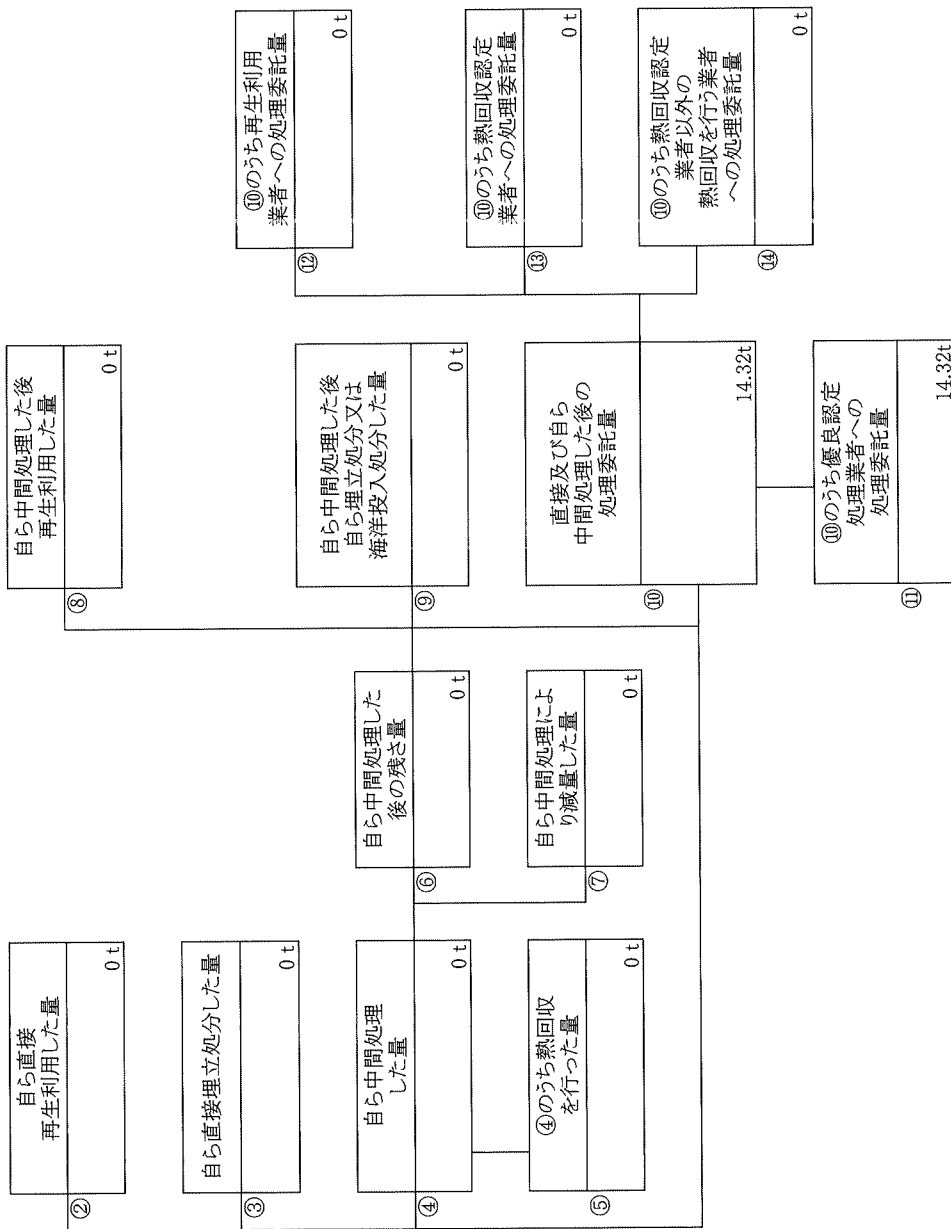 ②
自ら直接
再生利用した量
0 t
③
自ら直接埋立処分した量
0 t
④
自ら中間処理
した量
0 t
⑤
④のうち熱回収
を行った量
0 t
⑥
自ら中間処理した
後の残さ量
0 t
⑦
自ら中間処理によ
り減量した量
0 t
⑧
自ら中間処理した後
再生利用した量
0 t
⑨
自ら中間処理した後
自ら埋立処分又は
海洋投入処分した量
0 t
⑩
直接及び自ら
中間処理した後の
処理委託量
14.32t
⑪
⑩のうち優良認定
処理業者への
処理委託量
14.32t
⑫
⑩のうち再生利用
業者への処理委託量
0 t
⑬
⑩のうち熱回収認定
業者への処理委託量
0 t
⑭
⑩のうち熱回収認定
業者以外の
熱回収を行う業者
への処理委託量
0 t